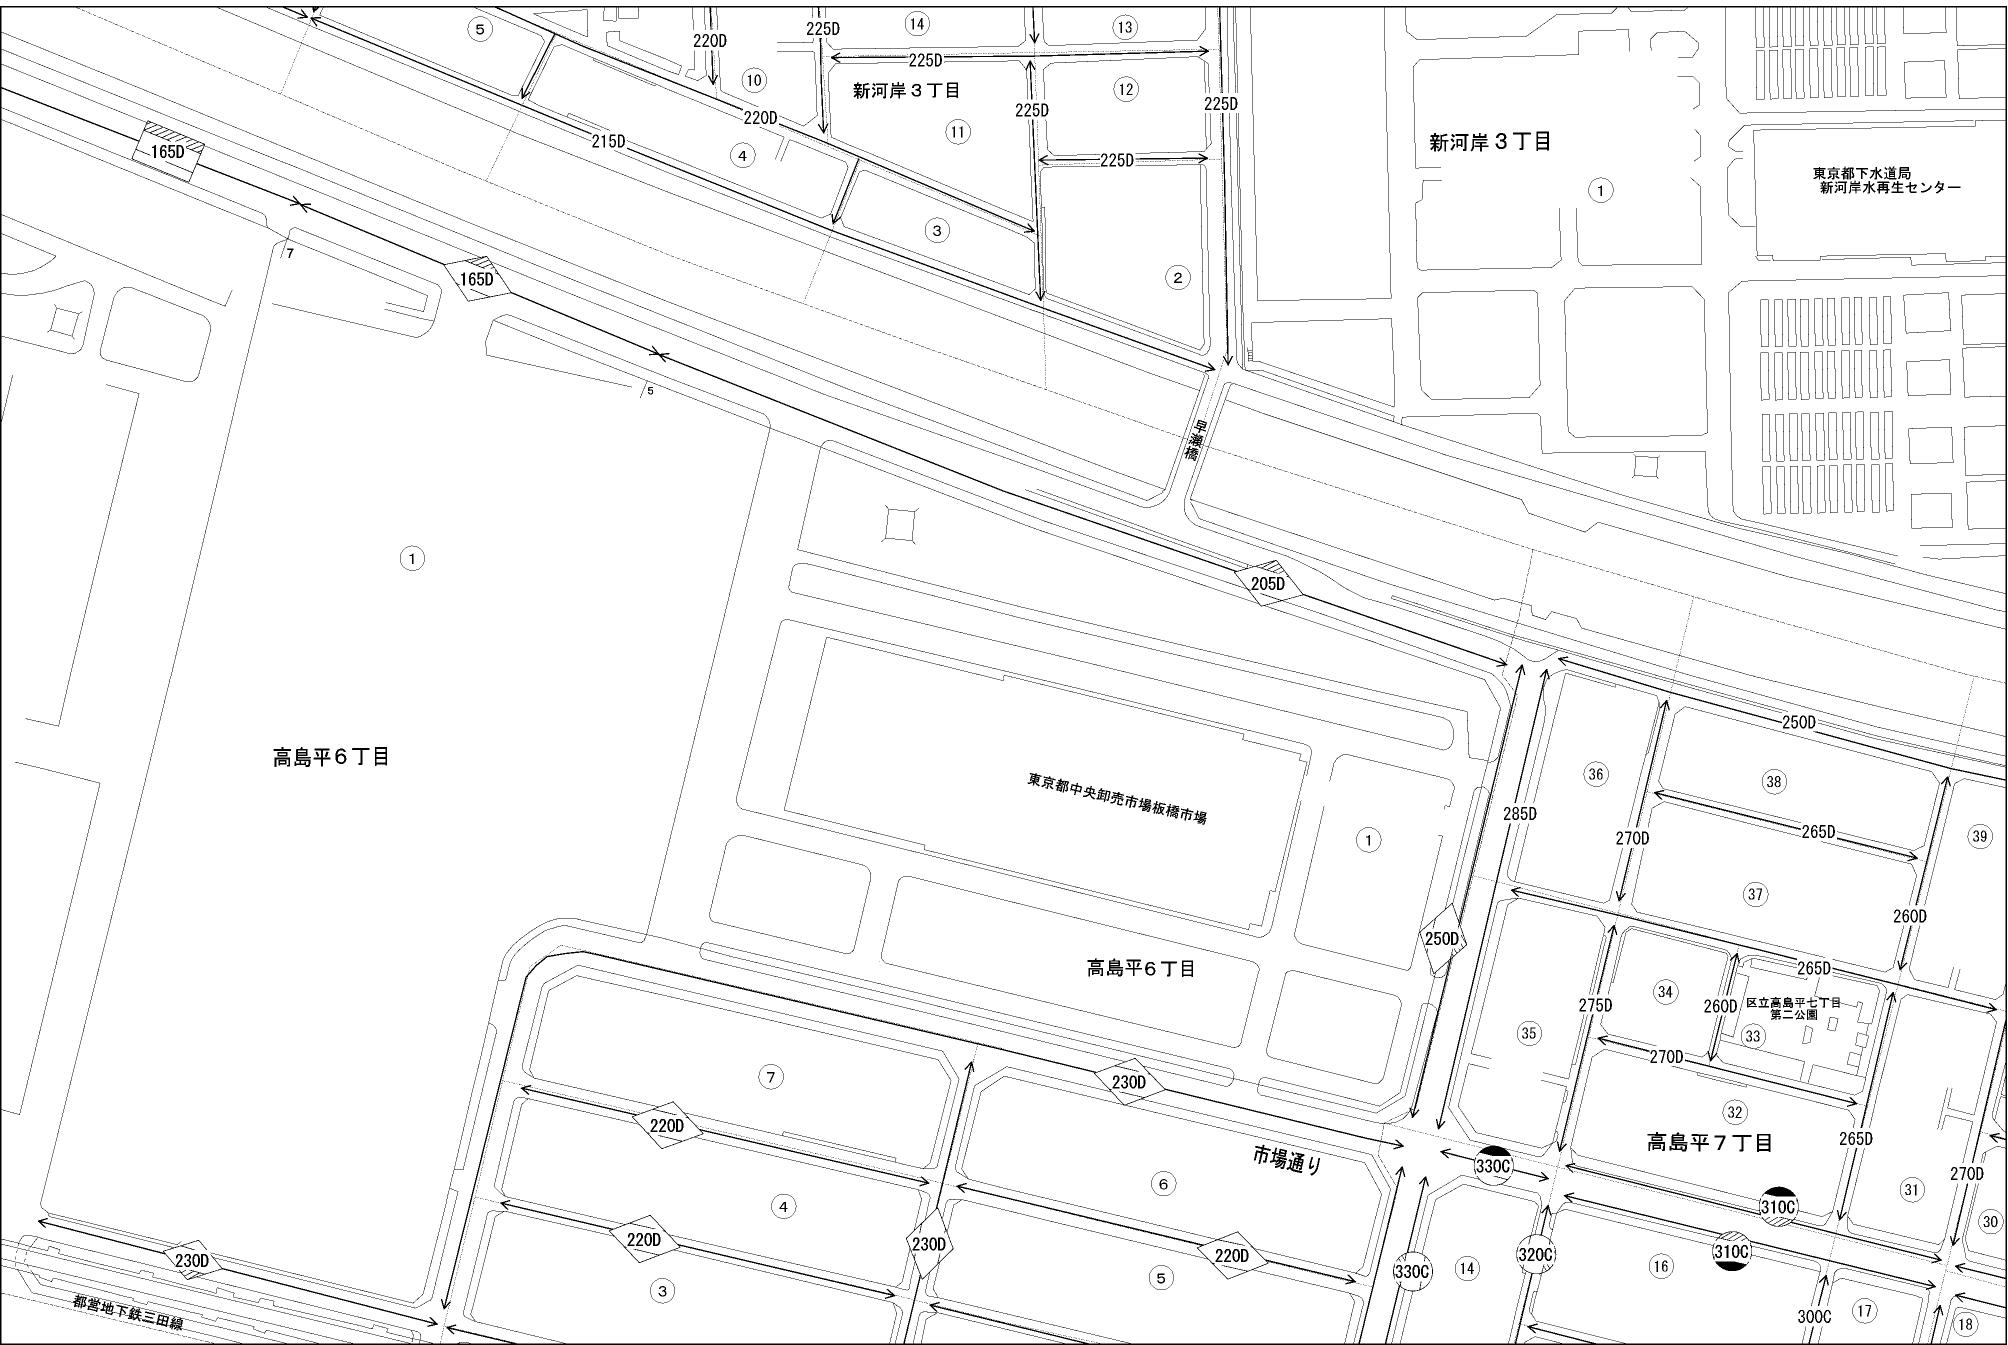 ⑤
220D
225D
⑭
⑬
225D
⑩
新河岸３丁目
⑫
225D
225D
220D
⑪
215D
④
165D
225D
新河岸３丁目
①
東京都下水道局
新河岸水再生センター
③
②
7
165D
5
早瀬橋
①
205D
高島平６丁目
東京都中央卸売市場板橋市場
①
250D
㊱
㊳
285D
270D
265D
㊴
㊲
260D
250D
高島平６丁目
265D
㉞
275D
260D
区立高島平七丁目
第二公園
㉟
㉝
270D
⑦
230D
220D
㉜
高島平７丁目
265D
市場通り
330C
270D
⑥
④
㉛
310C
220D
230D
220D
㉚
230D
⑤
330C
⑭
320C
⑯
310C
③
都営地下鉄三田線
300C
⑰
⑱